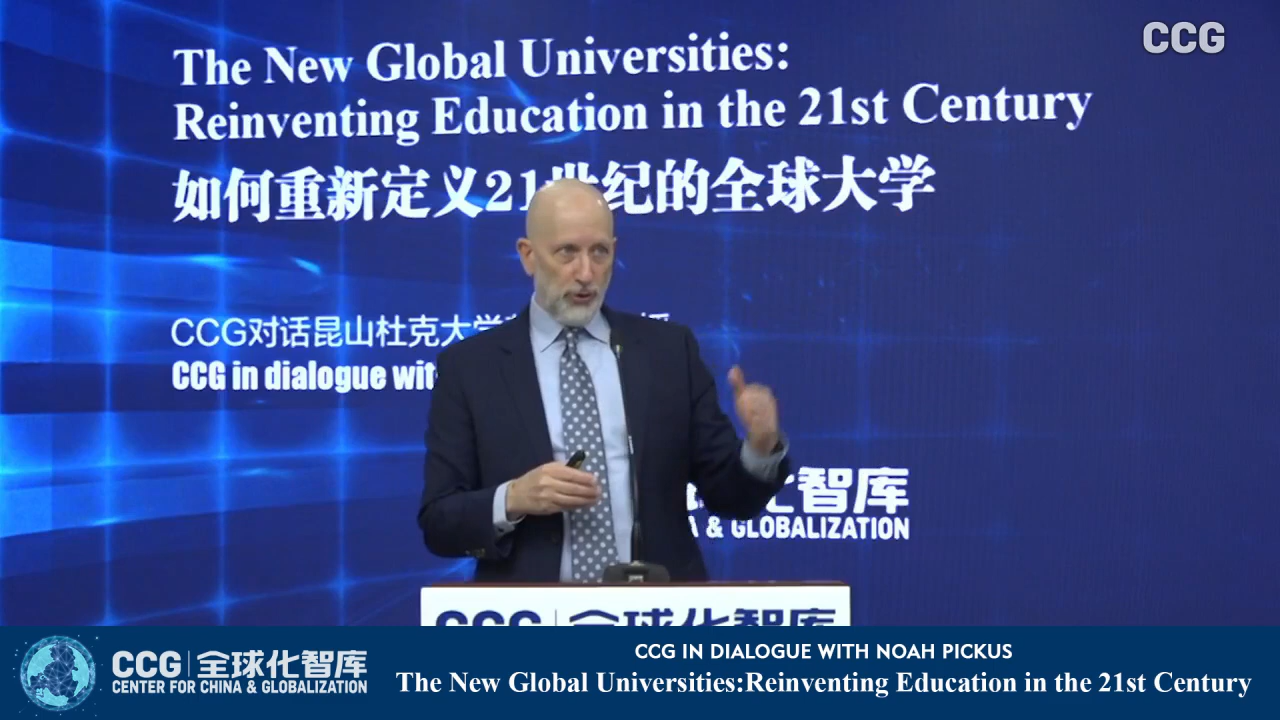 CCG
The New Global Universities:
Reinventing Education in the 21st Century
如何重新定义21世纪的全球大学
CCG对话昆山杜克大学
CCG in dialogue
化智库
& GLOBALIZATION
CCG 全球化智库
CCG 全球化智库
CENTER FOR CHINA & GLOBALIZATION
CCG IN DIALOGUE WITH NOAH PICKUS
The New Global Universities:Reinventing Education in the 21st Century